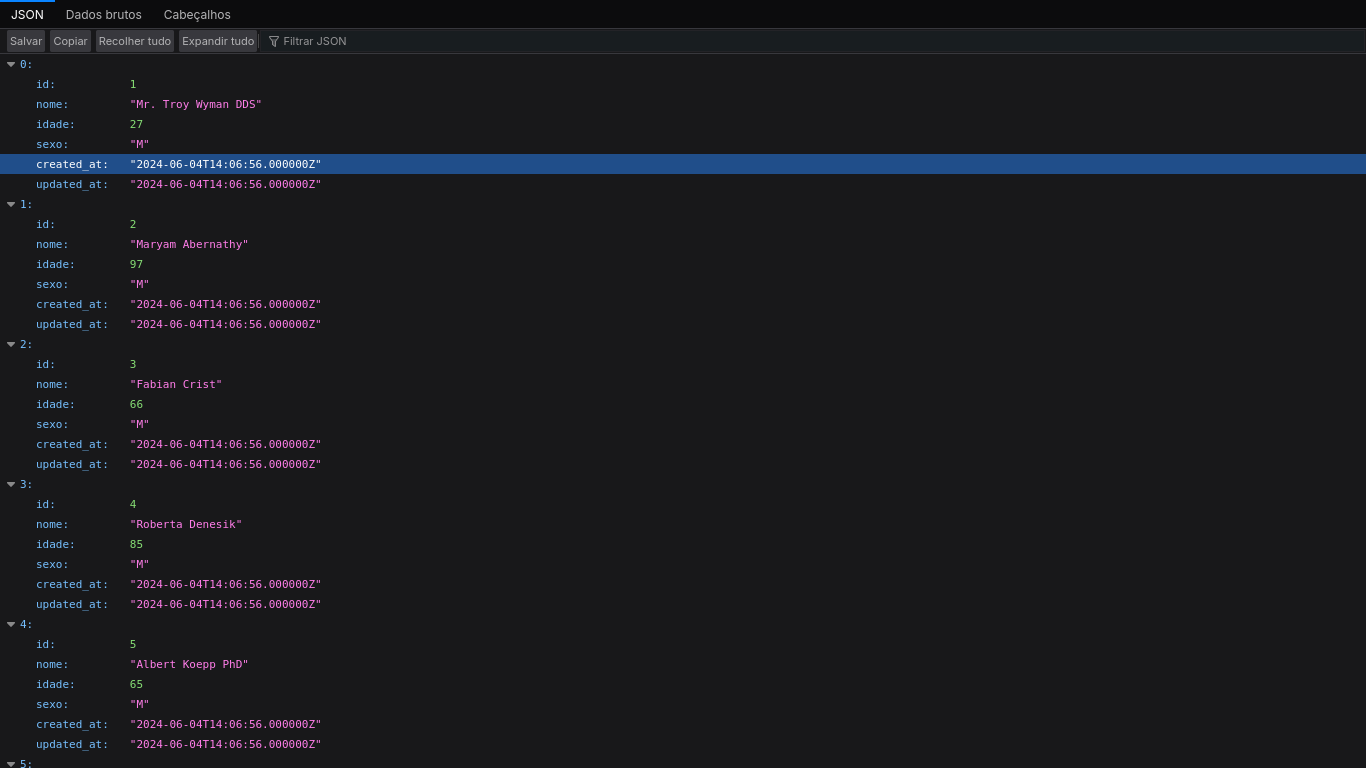 JSON Dados brutos Cabeçalhos
Salvar Copiar Recolher tudo Expandir tudo Filtrar JSON
0:
id: 1
nome: "Mr. Troy Wyman DDS"
idade: 27
sexo: "M"
created_at: "2024-06-04T14:06:56.000000Z"
updated_at: "2024-06-04T14:06:56.000000Z"
1:
id: 2
nome: "Maryam Abernathy"
idade: 97
sexo: "M"
created_at: "2024-06-04T14:06:56.000000Z"
updated_at: "2024-06-04T14:06:56.000000Z"
2:
id: 3
nome: "Fabian Crist"
idade: 66
sexo: "M"
created_at: "2024-06-04T14:06:56.000000Z"
updated_at: "2024-06-04T14:06:56.000000Z"
3:
id: 4
nome: "Roberta Denesik"
idade: 85
sexo: "M"
created_at: "2024-06-04T14:06:56.000000Z"
updated_at: "2024-06-04T14:06:56.000000Z"
4:
id: 5
nome: "Albert Koepp PhD"
idade: 65
sexo: "M"
created_at: "2024-06-04T14:06:56.000000Z"
updated_at: "2024-06-04T14:06:56.000000Z"
5: